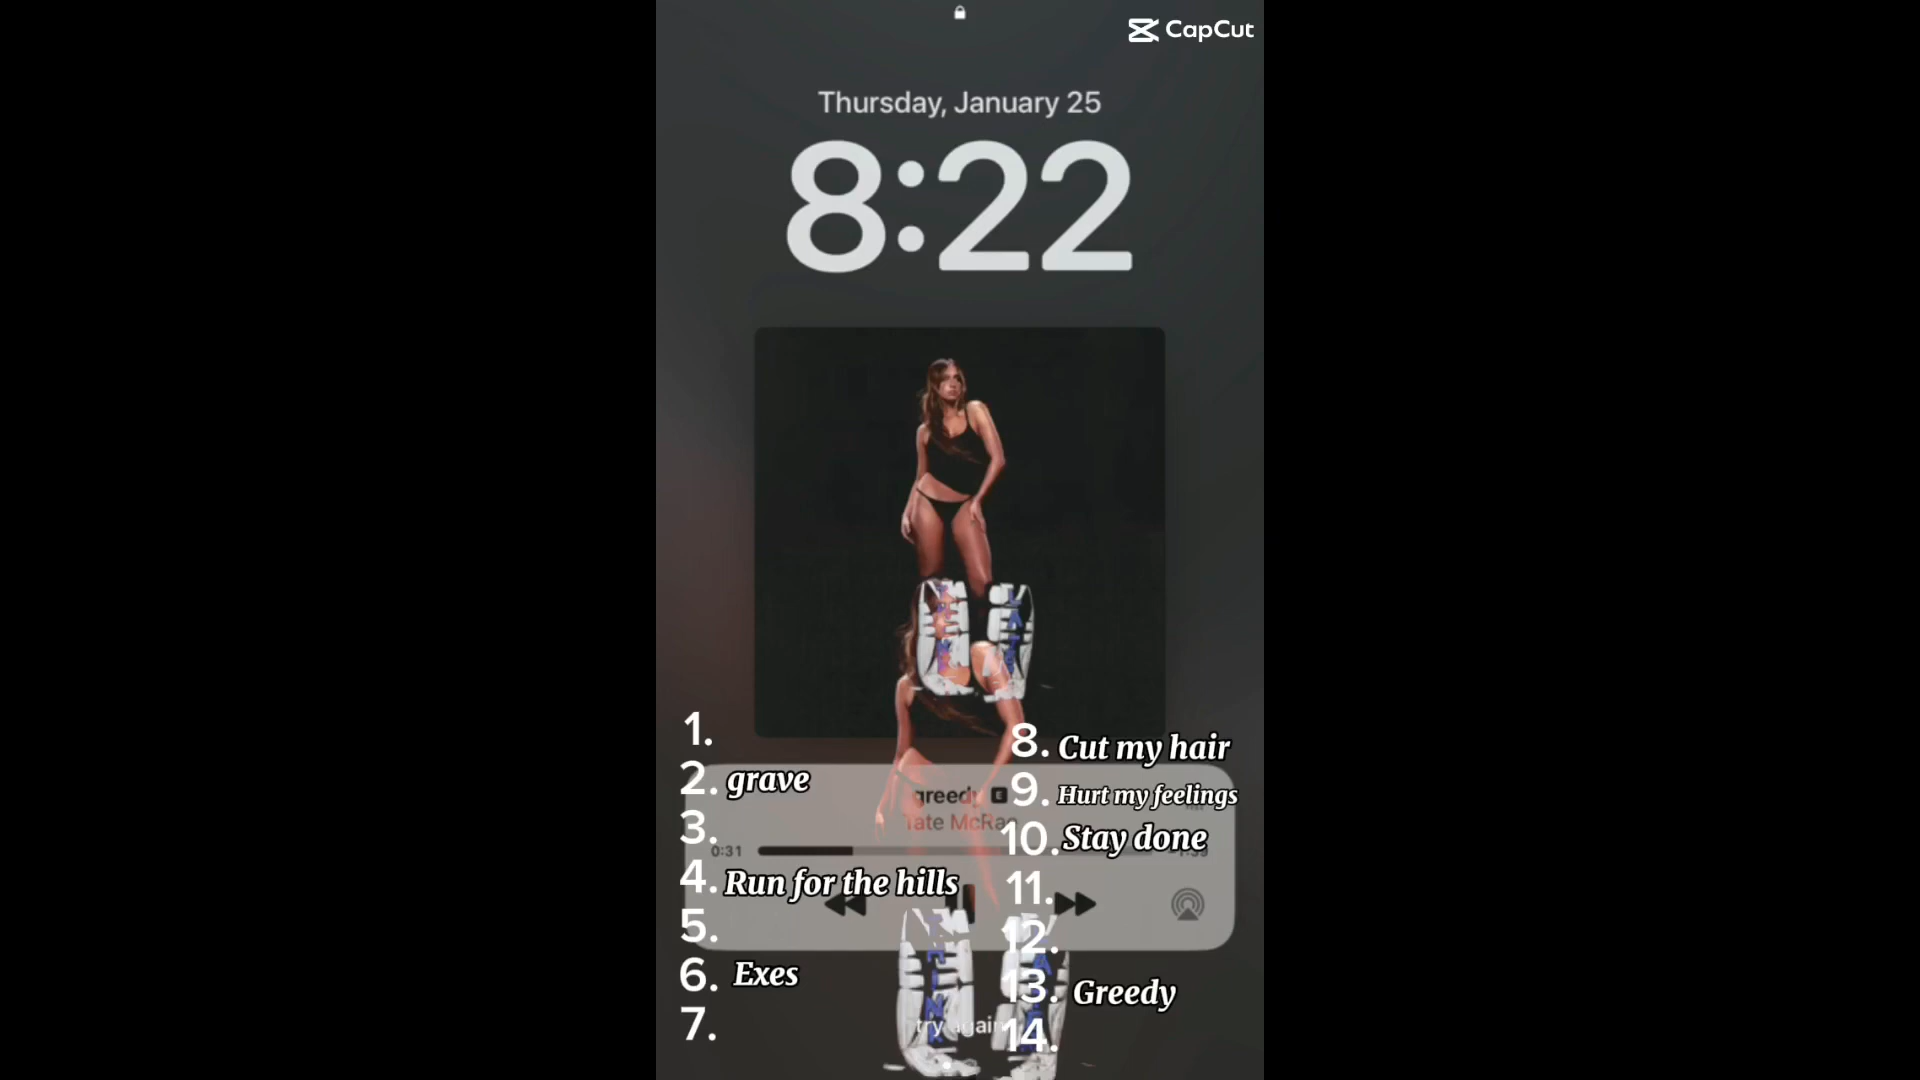 CapCut
Thursday, January 25
8:22
1.
2. grave
3.
4. Run for the hills
5.
6. Exes
7.
8. Cut my hair
9. Hurt my feelings
10. Stay done
11.
12.
13. Greedy
14.
greedy E
Tate McRae
0:31
try again